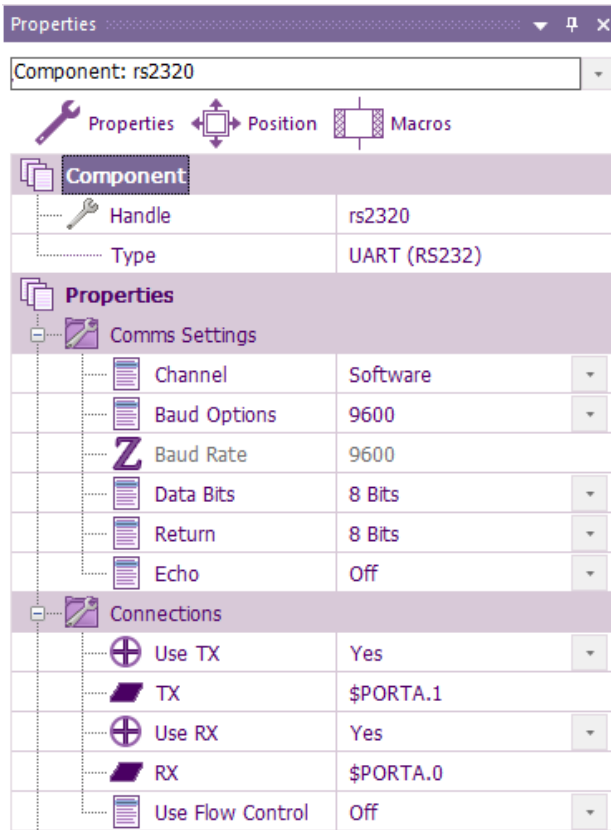 Properties
Component: rs2320
Properties Position Macros
Component
Handle rs2320
Type UART (RS232)
Properties
Comms Settings
Channel Software
Baud Options 9600
Baud Rate 9600
Data Bits 8 Bits
Return 8 Bits
Echo Off
Connections
Use TX Yes
TX $PORTA.1
Use RX Yes
RX $PORTA.0
Use Flow Control Off